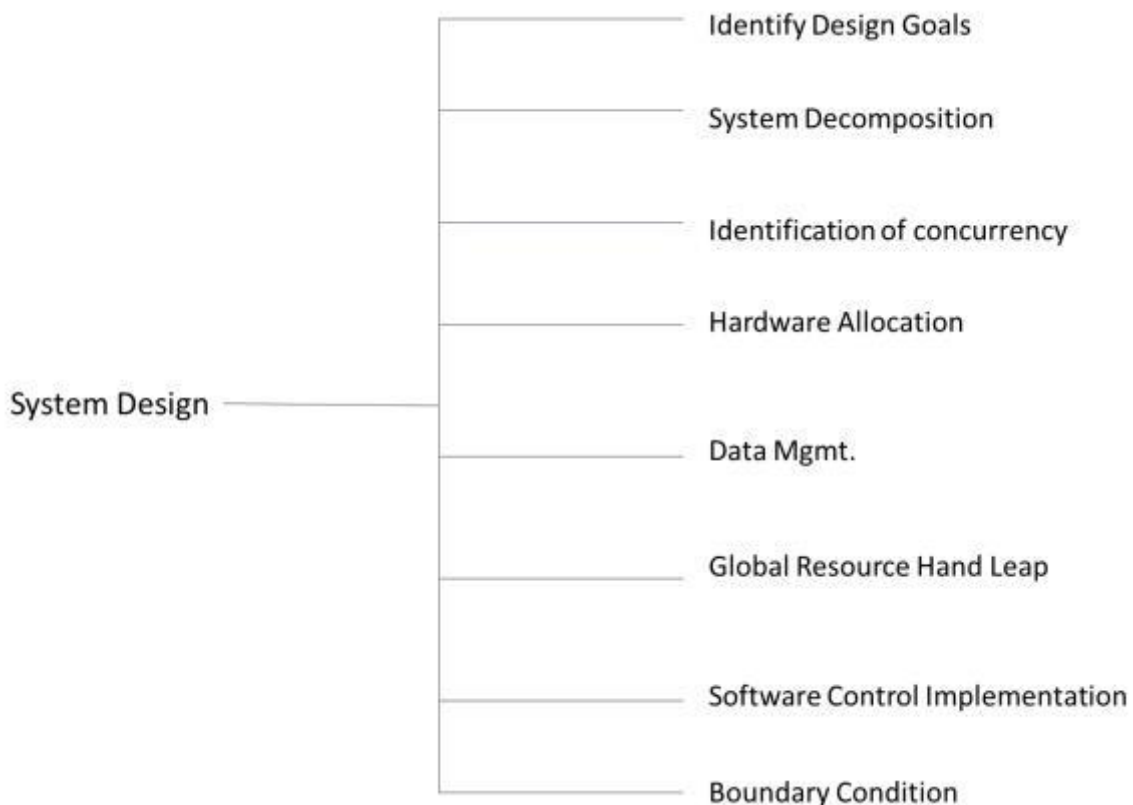 Identify Design Goals
System Decomposition
Identification of concurrency
Hardware Allocation
System Design
Data Mgmt.
Global Resource Hand Leap
Software Control Implementation
Boundary Condition